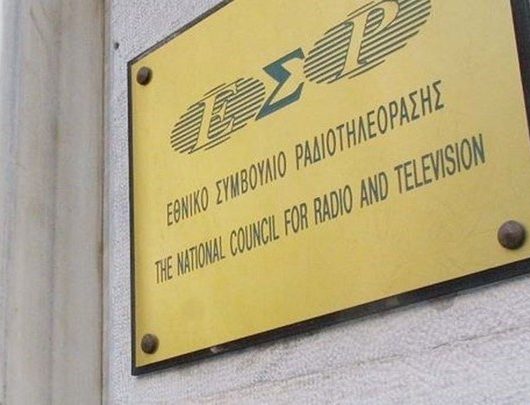 ΕΣΡ
ΕΘΝΙΚΟ ΣΥΜΒΟΥΛΙΟ ΡΑΔΙΟΤΗΛΕΟΡΑΣΗΣ
THE NATIONAL COUNCIL FOR RADIO AND TELEVISION